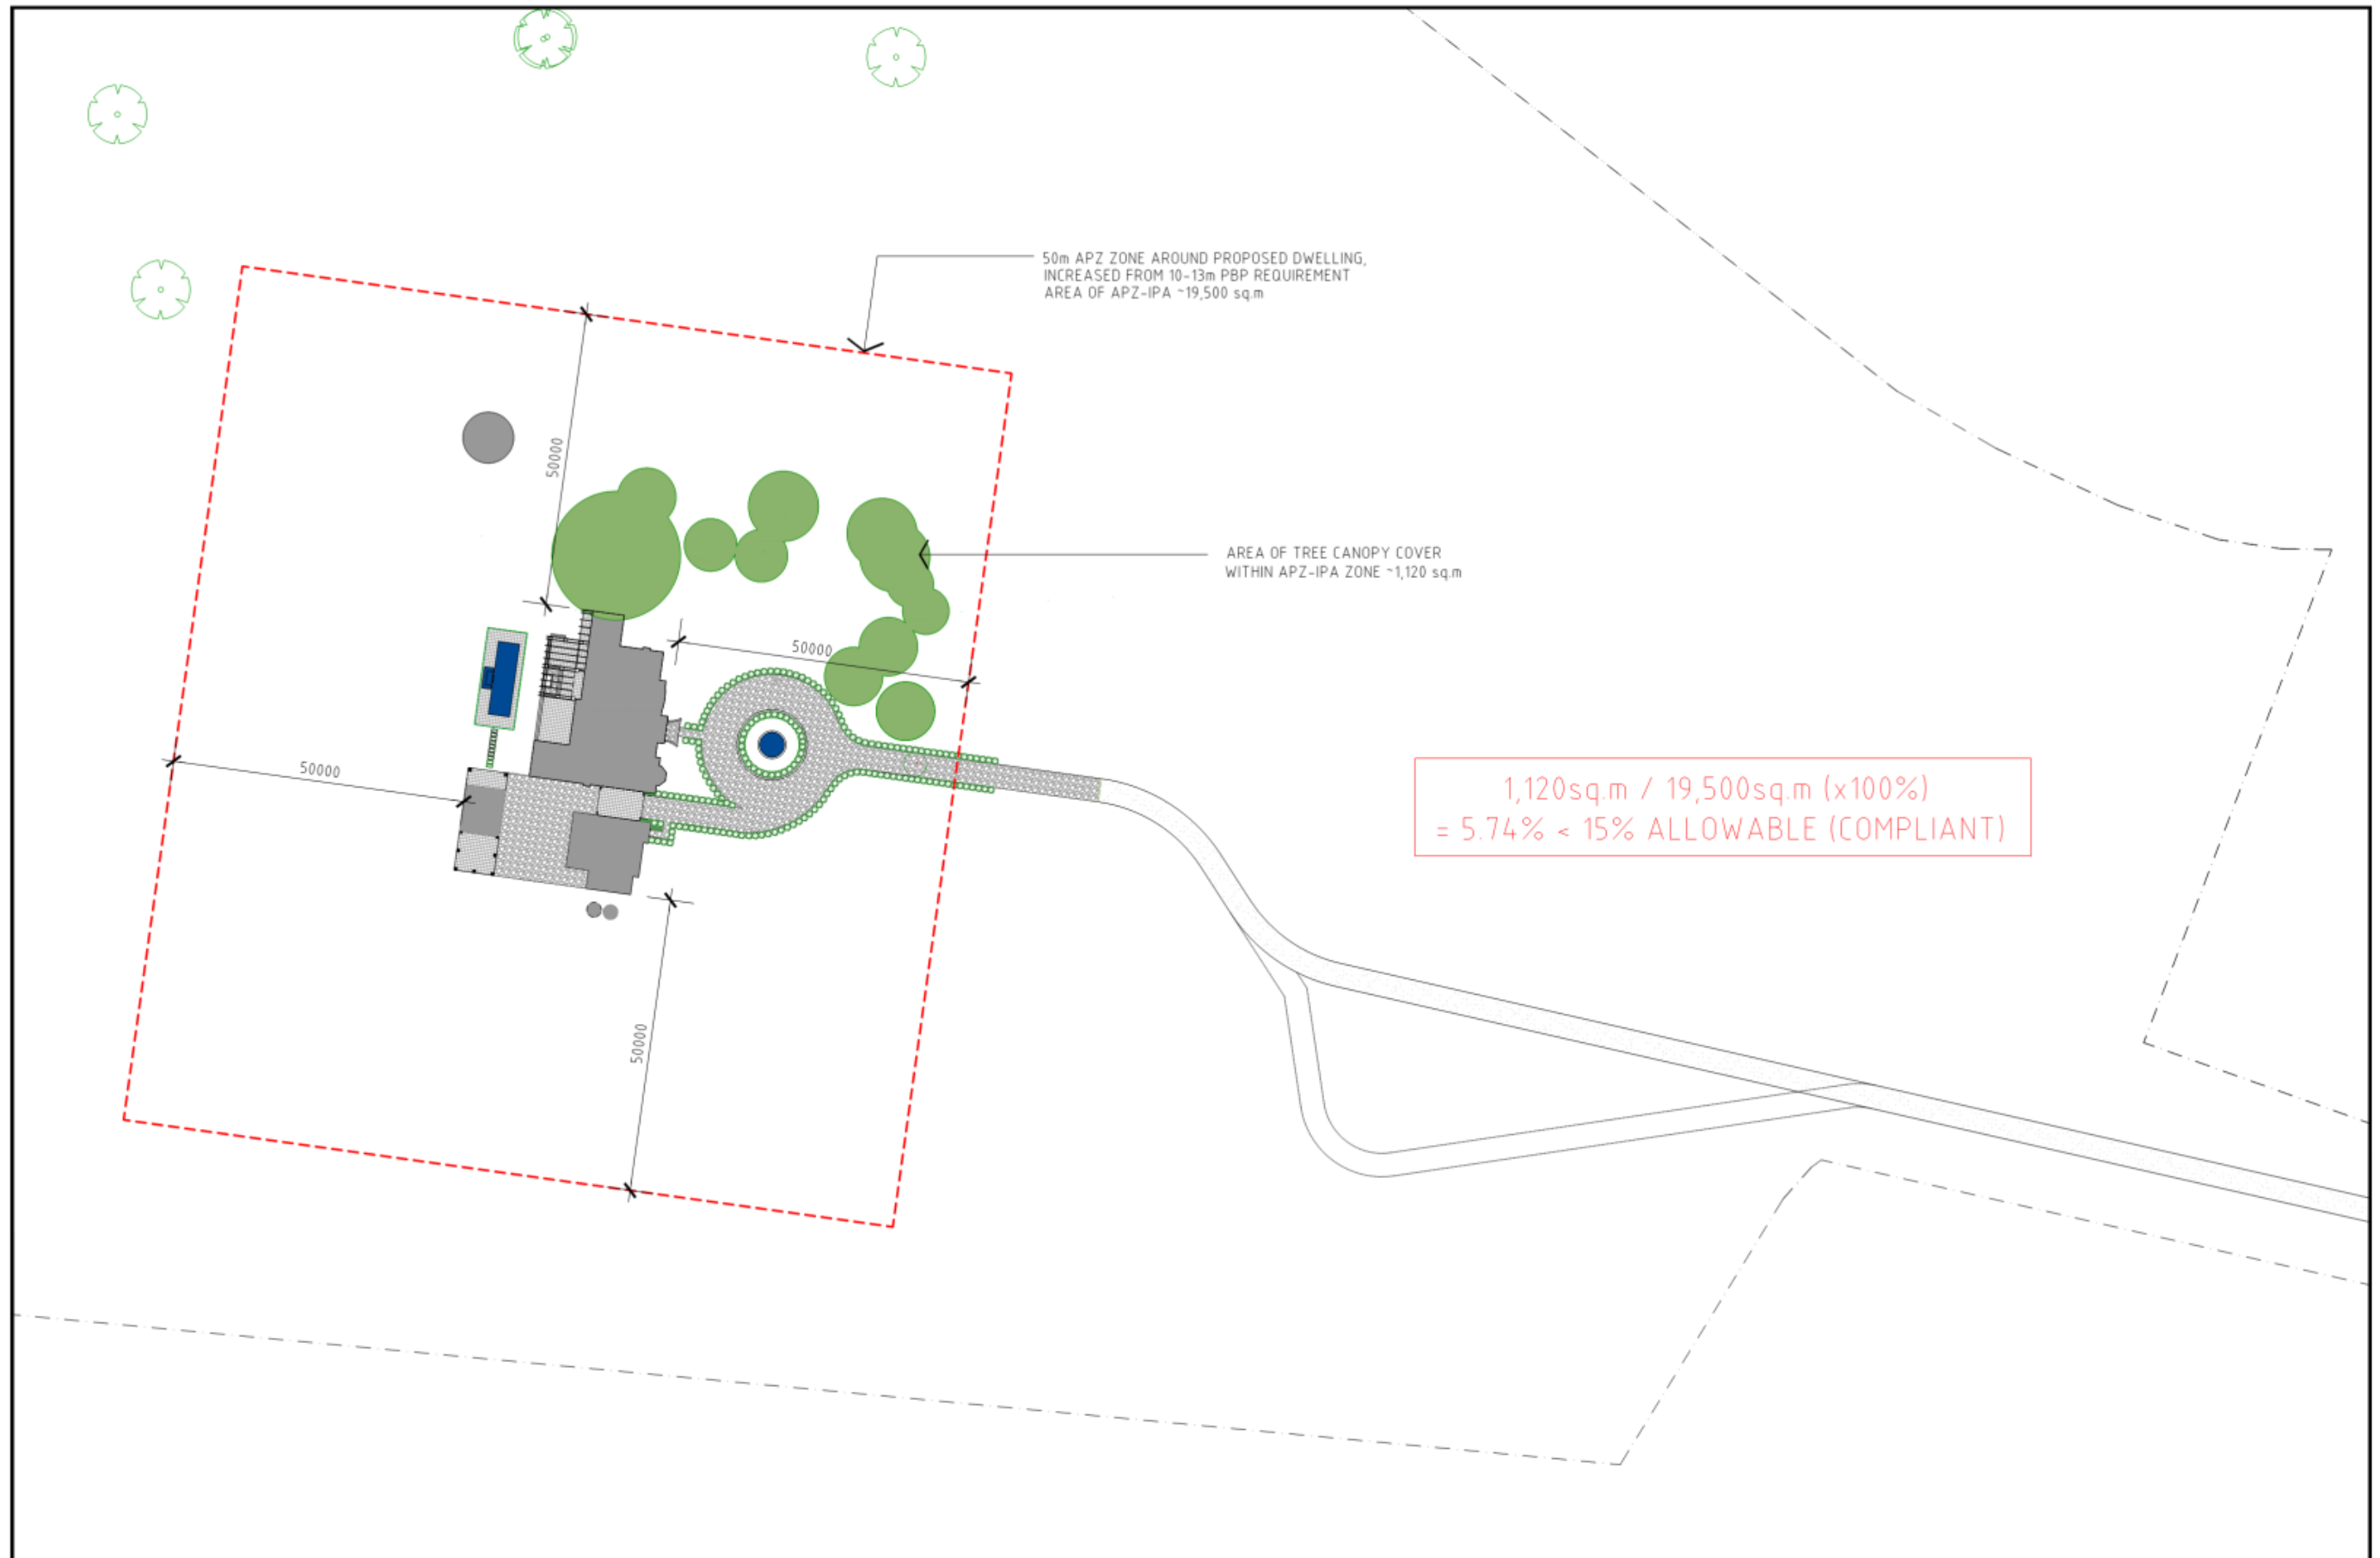 50m APZ ZONE AROUND PROPOSED DWELLING,
INCREASED FROM 10-13m PBP REQUIREMENT
AREA OF APZ-IPA ~19,500 sq.m
50000
AREA OF TREE CANOPY COVER
WITHIN APZ-IPA ZONE ~1,120 sq.m
50000
50000
1,120sq.m / 19,500sq.m (x100%)
= 5.74% < 15% ALLOWABLE (COMPLIANT)
50000